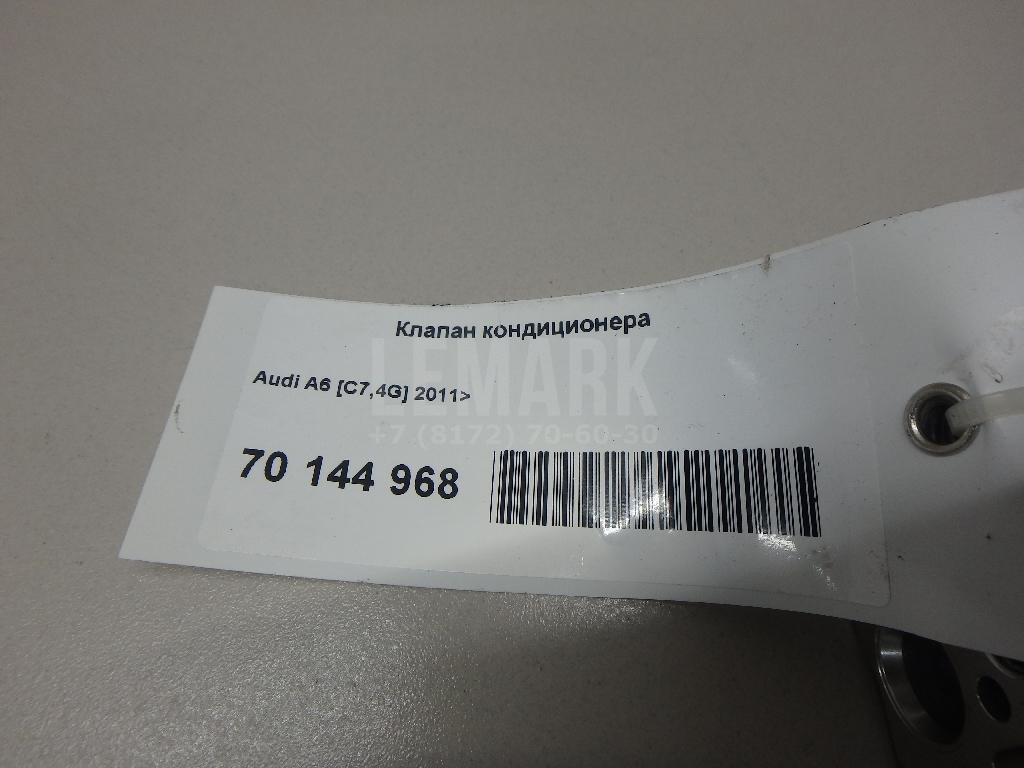 Клапан кондиционера
LEMARK
Audi A6 [C7,4G] 2011>
+7 (8172) 70-60-30
70 144 968